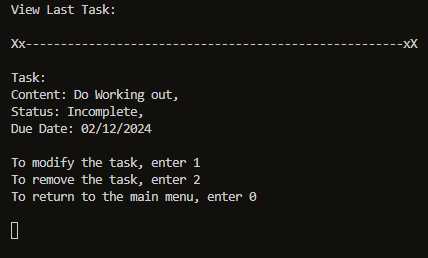 View Last Task:
Xx------------------------------------------------------xX
Task:
Content: Do Working out,
Status: Incomplete,
Due Date: 02/12/2024
To modify the task, enter 1
To remove the task, enter 2
To return to the main menu, enter 0